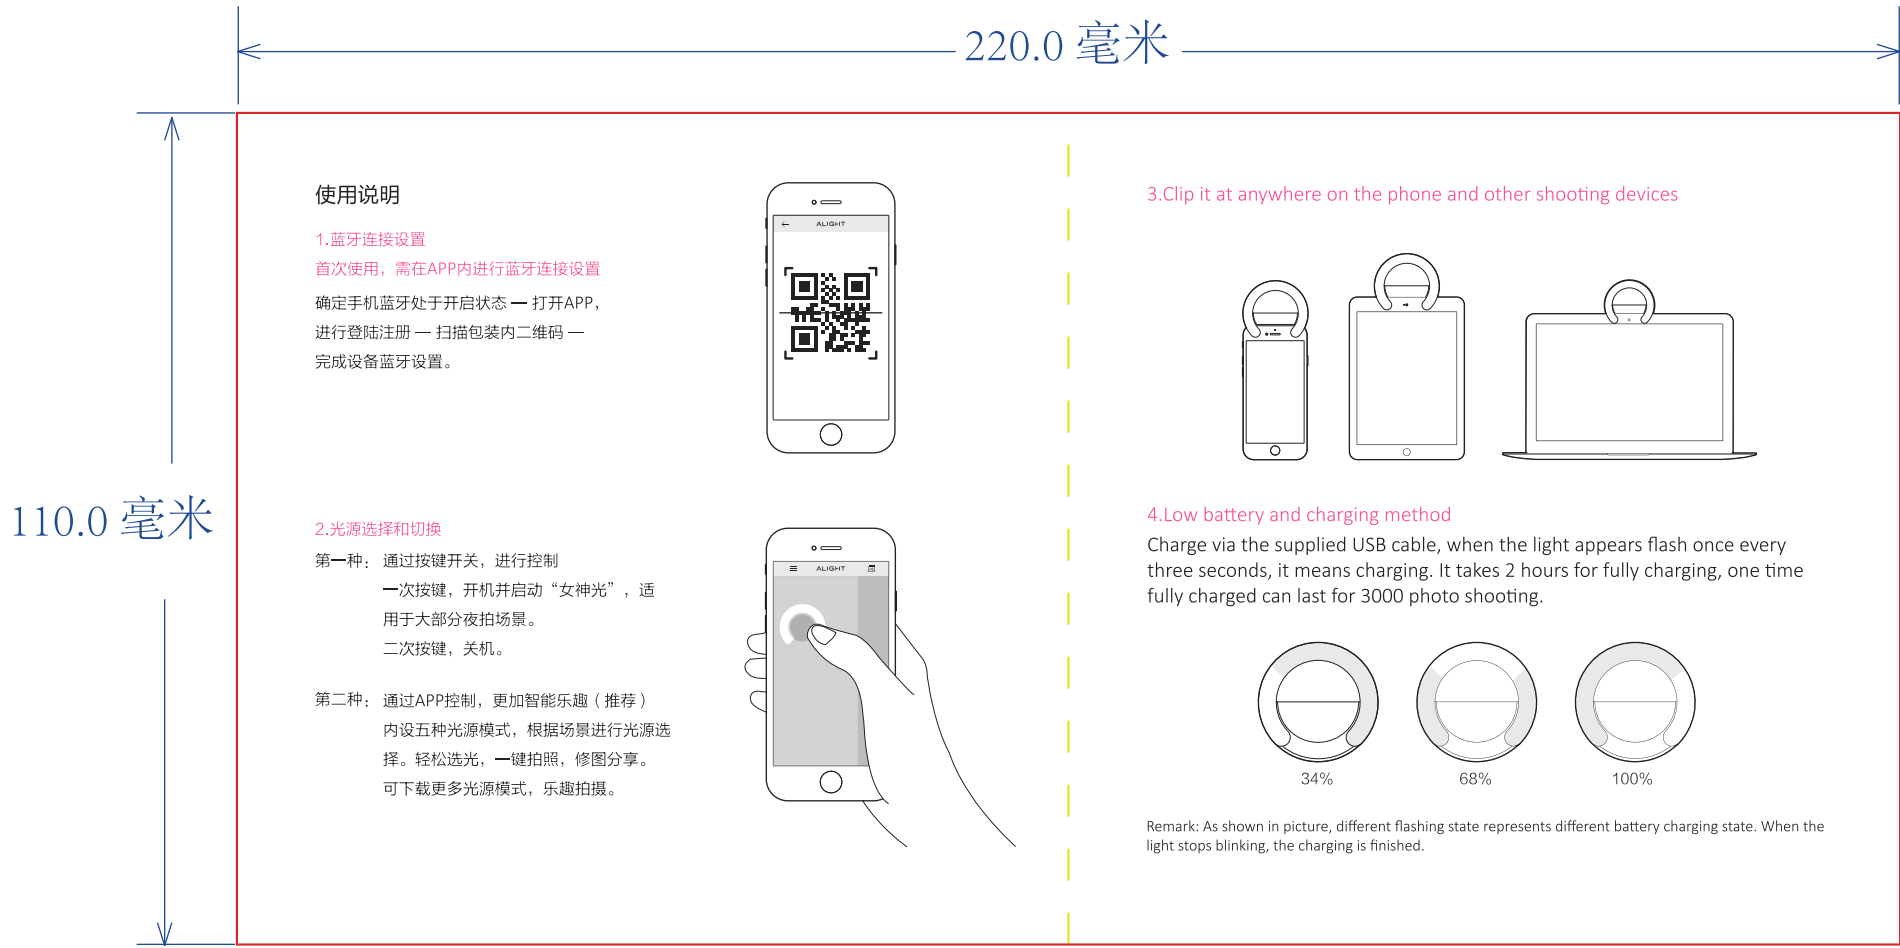 220.0 毫米
110.0 毫米
使用说明
1.蓝牙连接设置
首次使用，需在APP内进行蓝牙连接设置
确定手机蓝牙处于开启状态 — 打开APP，
进行登陆注册 — 扫描包装内二维码 —
完成设备蓝牙设置。
ALIGHT
2.光源选择和切换
第一种： 通过按键开关，进行控制
一次按键，开机并启动“女神光”，适
用于大部分夜拍场景。
二次按键，关机。
第二种： 通过APP控制，更加智能乐趣（推荐）
内设五种光源模式，根据场景进行光源选
择。轻松选光，一键拍照，修图分享。
可下载更多光源模式，乐趣拍摄。
ALIGHT
3.Clip it at anywhere on the phone and other shooting devices
4.Low battery and charging method
Charge via the supplied USB cable, when the light appears flash once every
three seconds, it means charging. It takes 2 hours for fully charging, one time
fully charged can last for 3000 photo shooting.
34%
68%
100%
Remark: As shown in picture, different flashing state represents different battery charging state. When the
light stops blinking, the charging is finished.